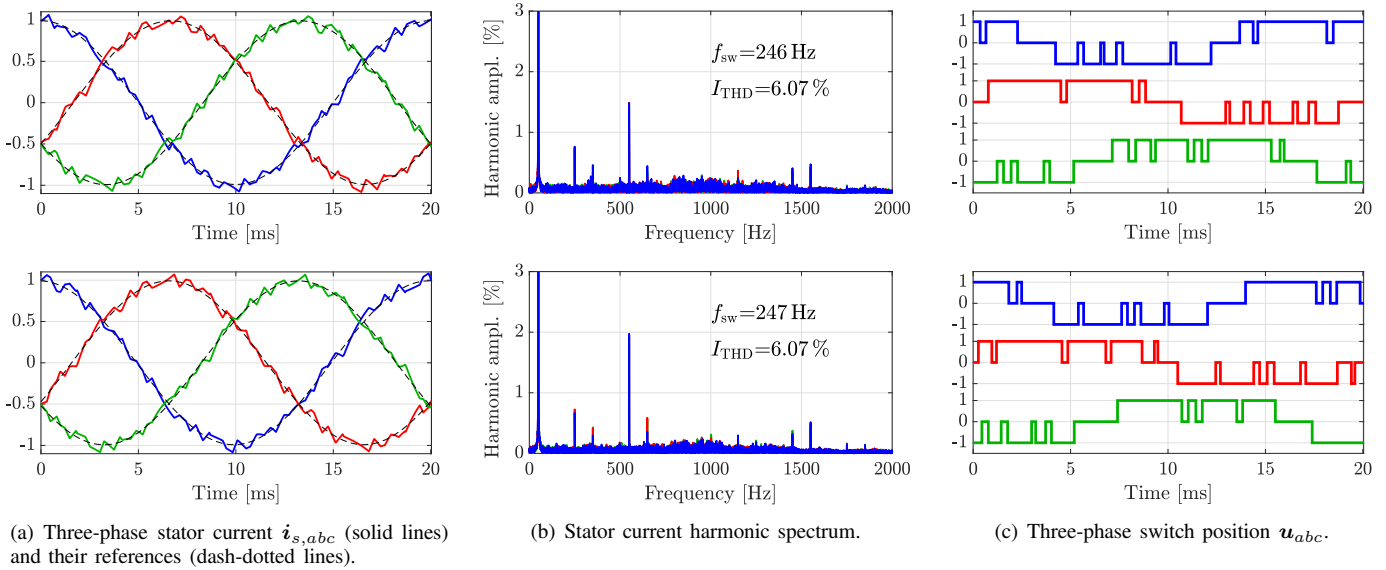 1
0.5
0
-0.5
-1
0 5 10 15 20
Time [ms]
Harmonic ampl. [%]
3
2
1
0
f_sw=246 Hz
I_THD=6.07 %
0 500 1000 1500 2000
Frequency [Hz]
1
0
-1
1
0
-1
1
0
-1
0 5 10 15 20
Time [ms]
1
0.5
0
-0.5
-1
0 5 10 15 20
Time [ms]
Harmonic ampl. [%]
3
2
1
0
f_sw=247 Hz
I_THD=6.07 %
0 500 1000 1500 2000
Frequency [Hz]
1
0
-1
1
0
-1
1
0
-1
0 5 10 15 20
Time [ms]
(a) Three-phase stator current i_s,abc (solid lines)
and their references (dash-dotted lines).
(b) Stator current harmonic spectrum.
(c) Three-phase switch position u_abc.